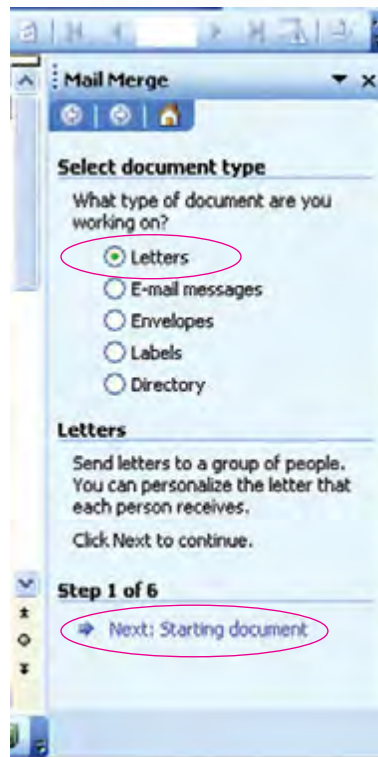 Mail Merge
Select document type
What type of document are you
working on?
Letters
E-mail messages
Envelopes
Labels
Directory
Letters
Send letters to a group of people.
You can personalize the letter that
each person receives.
Click Next to continue.
Step 1 of 6
Next: Starting document